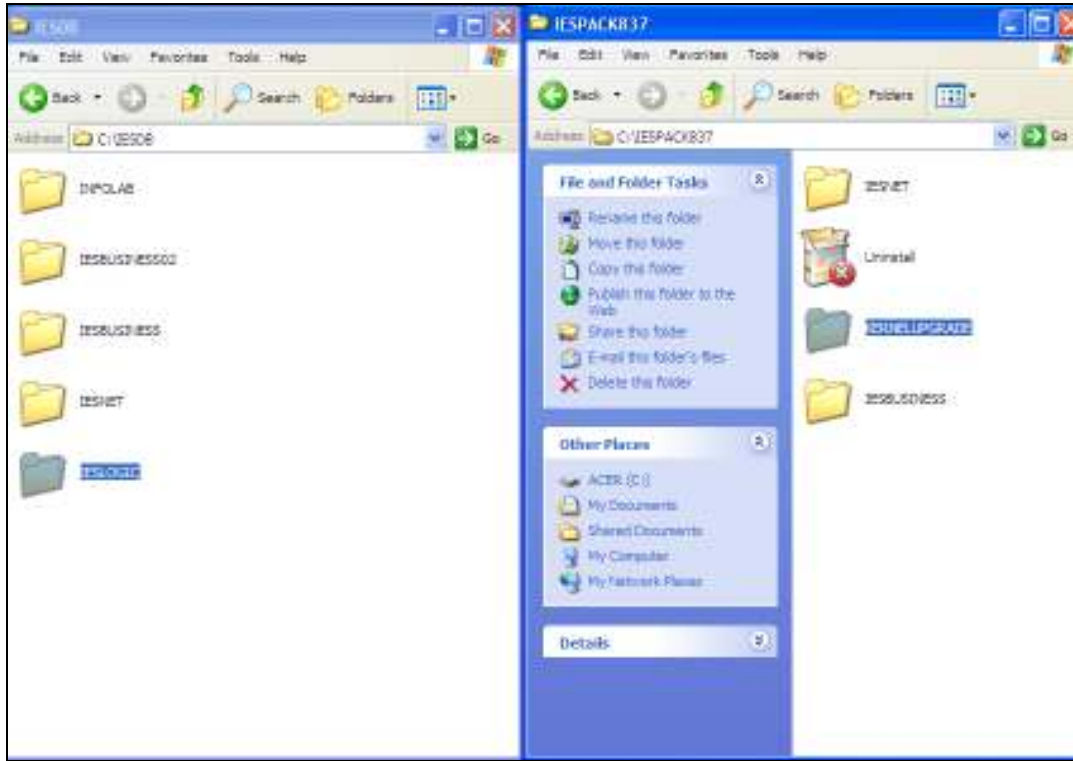 IESDB
File Edit View Favorites Tools Help
Back Search Folders
Address C:\IESDB Go
INFOLAB
IESBUSINESS02
IESBUSINESS
IESNET
IESPACK837
File Edit View Favorites Tools Help
Back Search Folders
Address C:\IESPACK837 Go
File and Folder Tasks
Rename this folder
Move this folder
Copy this folder
Publish this folder to the
Web
Share this folder
E-mail this folder's files
Delete this folder
Other Places
ACER (C:)
My Documents
Shared Documents
My Computer
My Network Places
Details
IESNET
Uninstall
IESBUSINESS